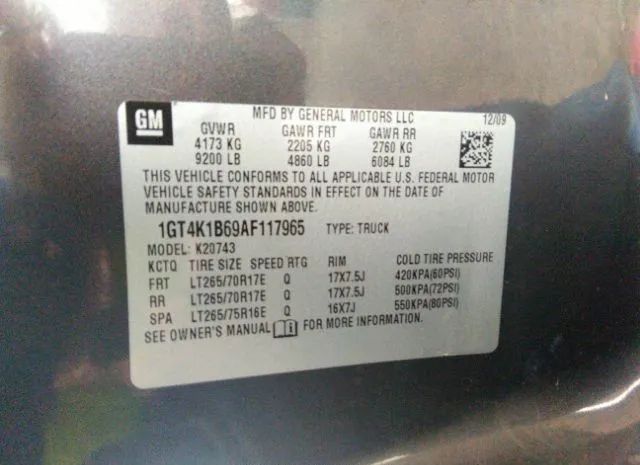 GM
MFD BY GENERAL MOTORS LLC 12/09
GVWR GAWR FRT GAWR RR
4173 KG 2205 KG 2760 KG
9200 LB 4860 LB 6084 LB
THIS VEHICLE CONFORMS TO ALL APPLICABLE U.S. FEDERAL MOTOR
VEHICLE SAFETY STANDARDS IN EFFECT ON THE DATE OF
MANUFACTURE SHOWN ABOVE.
1GT4K1B69AF117965 TYPE: TRUCK
MODEL: K20743
KCTQ TIRE SIZE SPEED RTG RIM COLD TIRE PRESSURE
FRT LT265/70R17E Q 17X7.5J 420KPA(60PSI)
RR LT265/70R17E Q 17X7.5J 500KPA(72PSI)
SPA LT265/75R16E Q 16X7J 550KPA(80PSI)
SEE OWNER'S MANUAL FOR MORE INFORMATION.